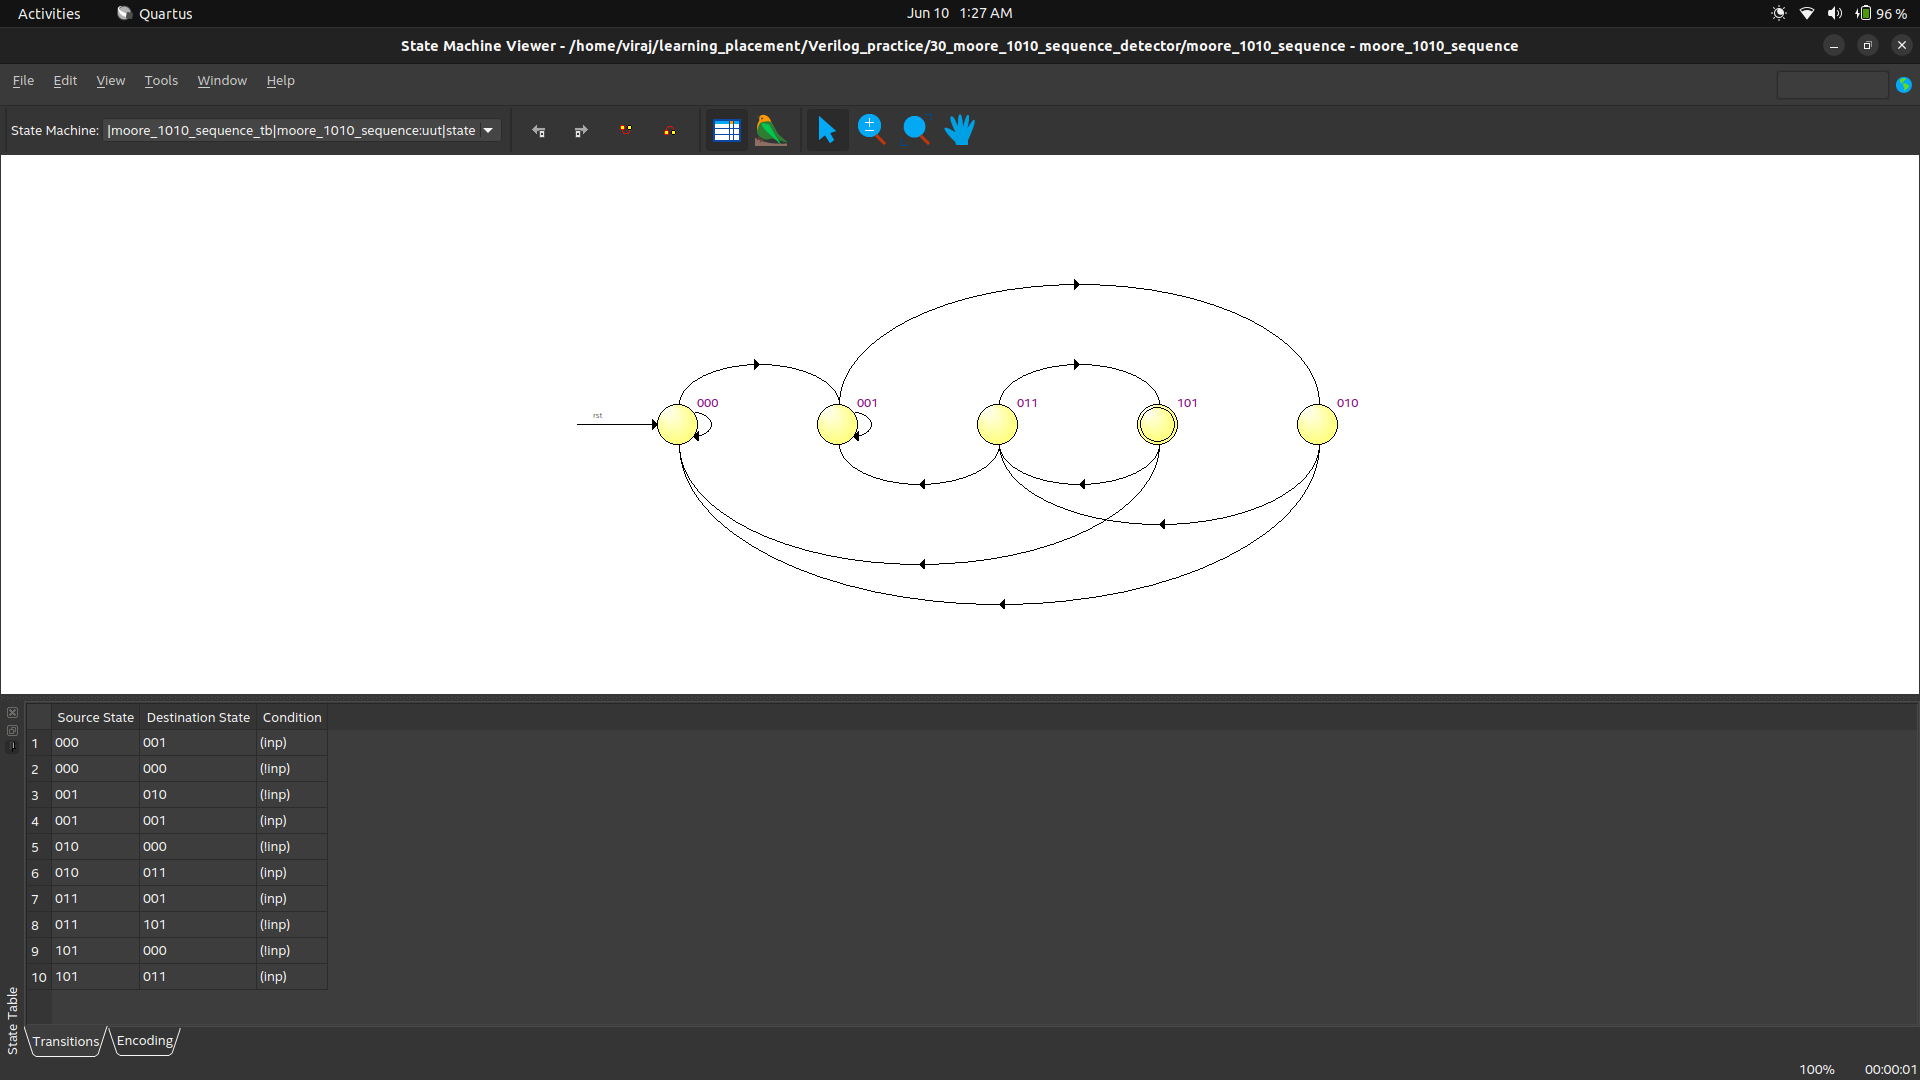 Activities Quartus Jun 10 1:27 AM 96 %
State Machine Viewer - /home/viraj/learning_placement/Verilog_practice/30_moore_1010_sequence_detector/moore_1010_sequence - moore_1010_sequence
File Edit View Tools Window Help
State Machine: |moore_1010_sequence_tb|moore_1010_sequence:uut|state
rst 000 001 011 101 010
Source State Destination State Condition
1 000 001 (inp)
2 000 000 (!inp)
3 001 010 (!inp)
4 001 001 (inp)
5 010 000 (!inp)
6 010 011 (inp)
7 011 001 (inp)
8 011 101 (!inp)
9 101 000 (!inp)
10 101 011 (inp)
State Table
Transitions Encoding
100% 00:00:01